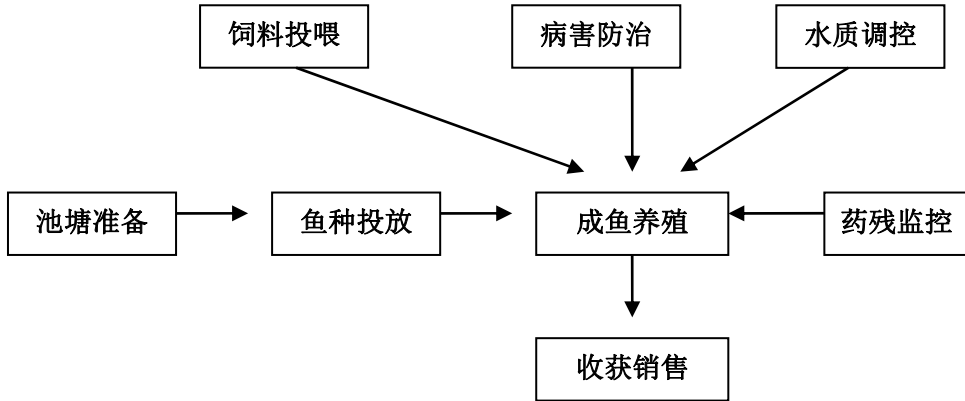 饲料投喂
病害防治
水质调控
池塘准备
鱼种投放
成鱼养殖
药残监控
收获销售